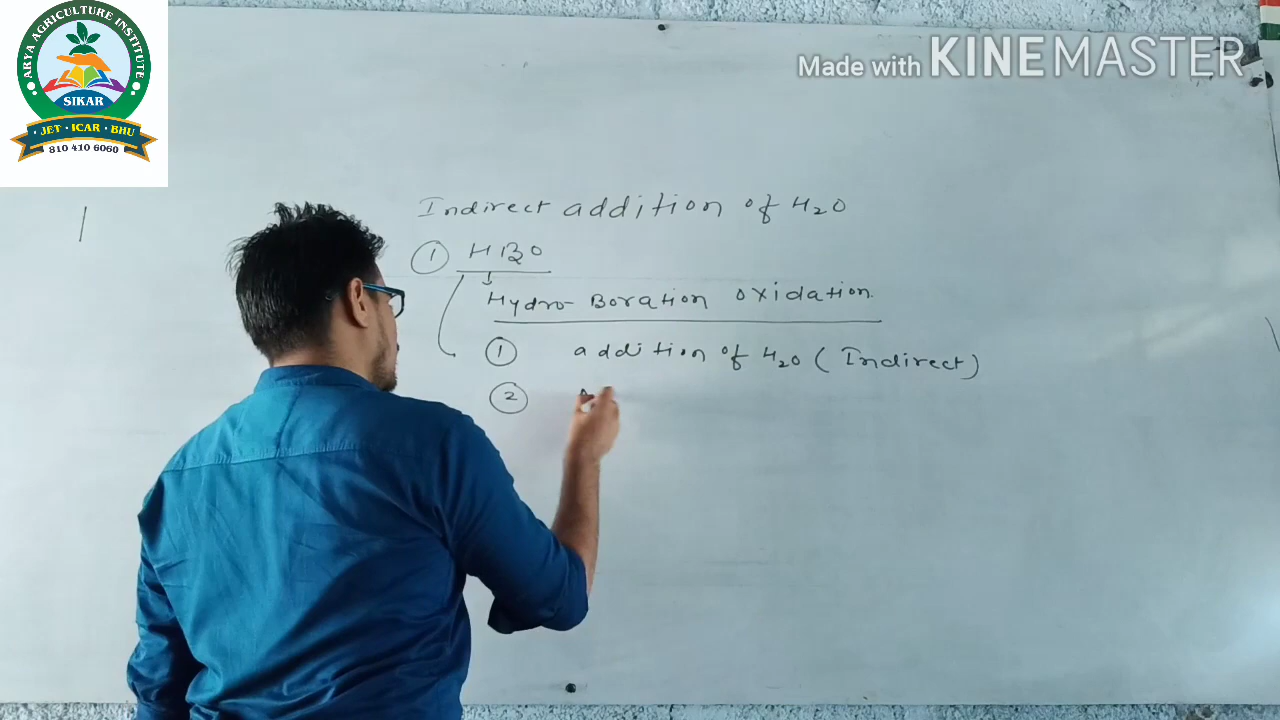 ARYA AGRICULTURE INSTITUTE
SIKAR
· JET · ICAR · BHU ·
810 410 6060
Made with KINEMASTER
Indirect addition of H₂O
① HBO
Hydro-Boration oxidation.
① addition of H₂O (Indirect)
②